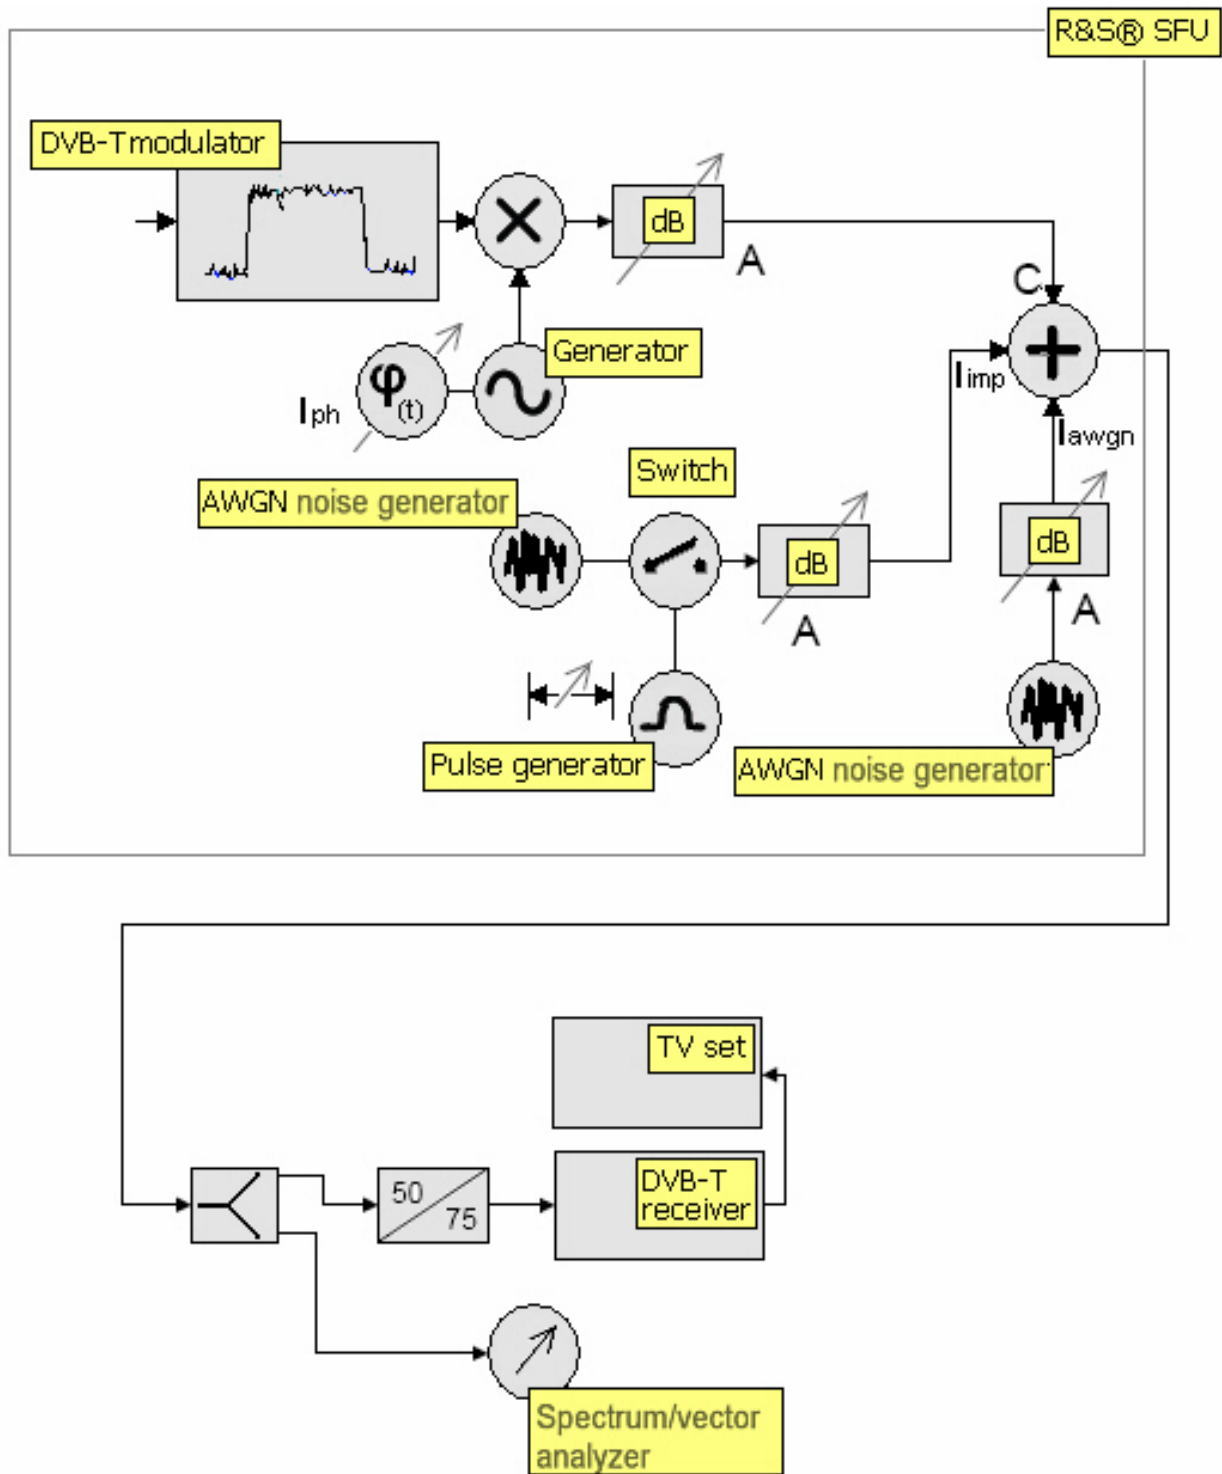 R&S® SFU
DVB-Tmodulator
dB
A
C
Generator
φ(t)
Iph
Iimp
Iawgn
Switch
AWGN noise generator
dB
A
dB
A
Pulse generator
AWGN noise generator
TV set
DVB-T
receiver
50
75
Spectrum/vector
analyzer